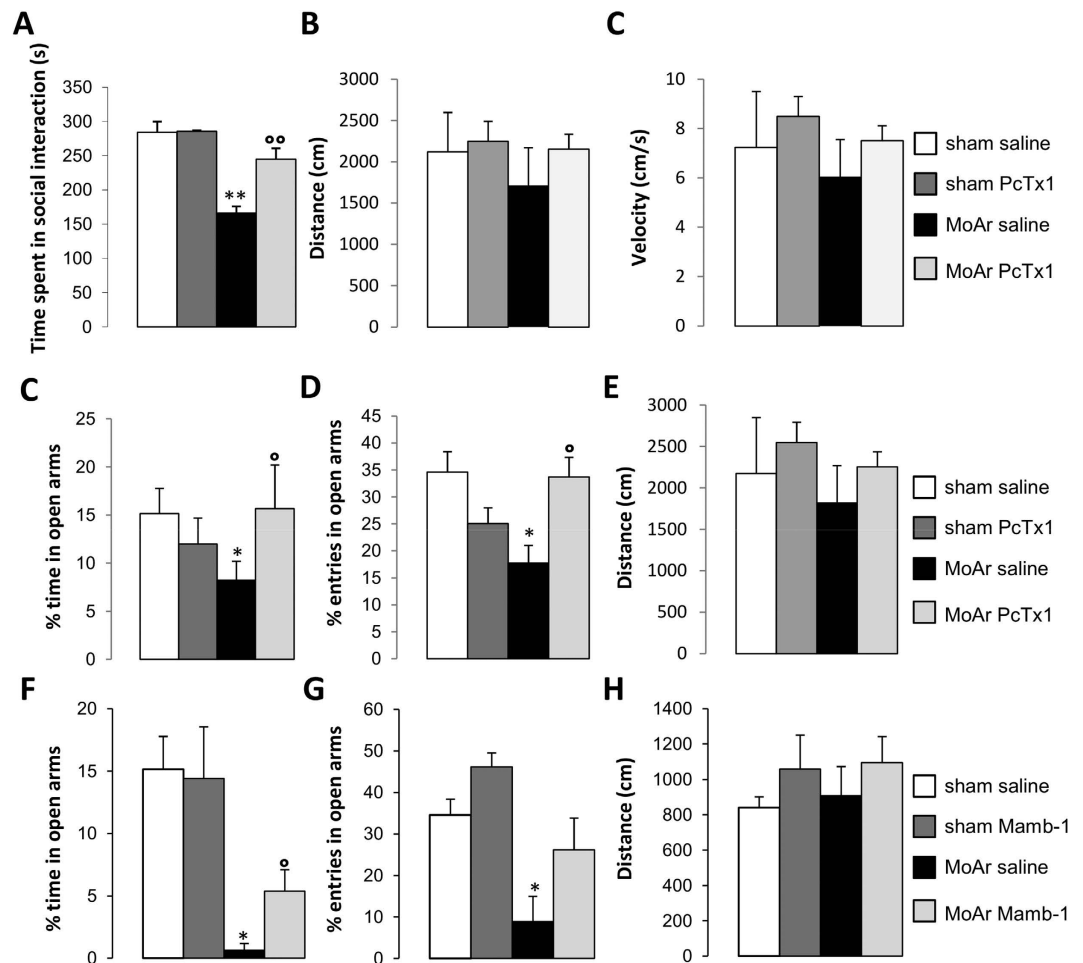 A
B
C
Time spent in social interaction (s)
350
300
250
200
150
100
50
0
**
°°
Distance (cm)
3000
2500
2000
1500
1000
500
0
Velocity (cm/s)
10
8
6
4
2
0
sham saline
sham PcTx1
MoAr saline
MoAr PcTx1
C
D
E
% time in open arms
25
20
15
10
5
0
*
°
% entries in open arms
45
40
35
30
25
20
15
10
5
0
*
°
Distance (cm)
3000
2500
2000
1500
1000
500
0
sham saline
sham PcTx1
MoAr saline
MoAr PcTx1
F
G
H
% time in open arms
20
15
10
5
0
*
°
% entries in open arms
60
50
40
30
20
10
0
*
Distance (cm)
1400
1200
1000
800
600
400
200
0
sham saline
sham Mamb-1
MoAr saline
MoAr Mamb-1